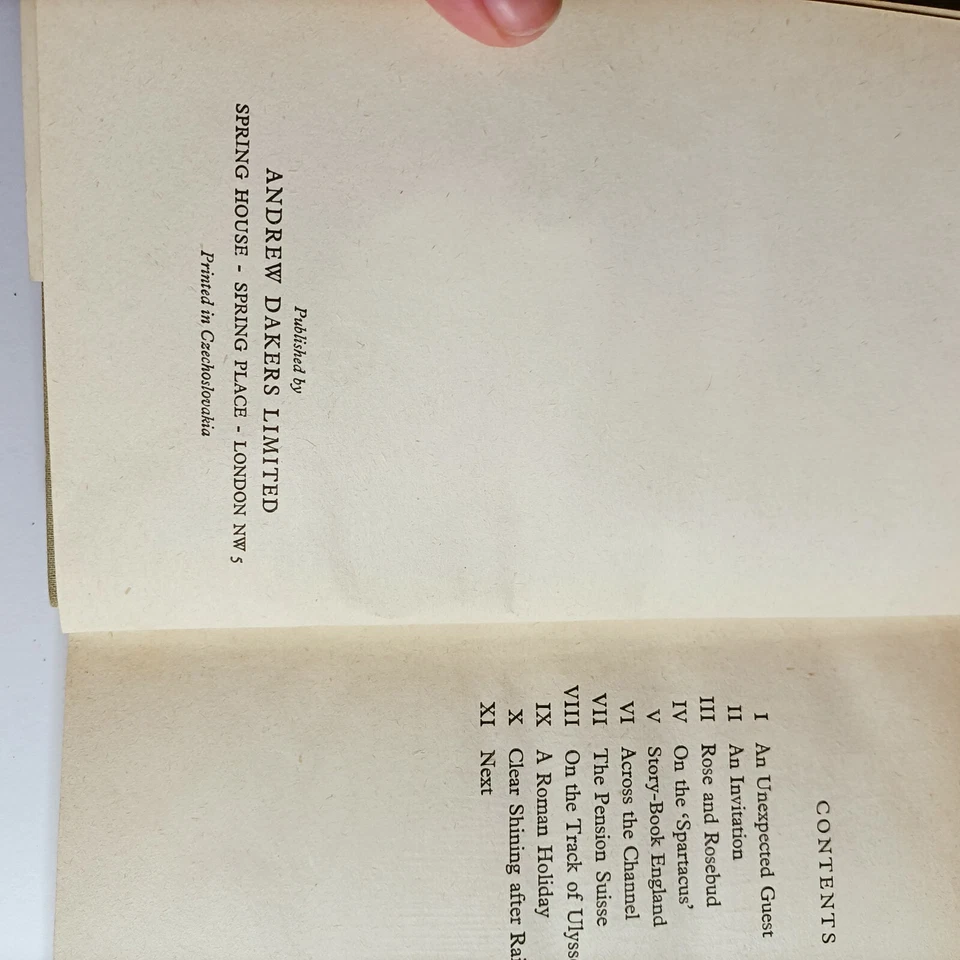 Published by
ANDREW DAKERS LIMITED
SPRING HOUSE - SPRING PLACE - LONDON NW 5
Printed in Czechoslovakia
CONTENTS
I An Unexpected Guest
II An Invitation
III Rose and Rosebud
IV On the ‘Spartacus’
V Story-Book England
VI Across the Channel
VII The Pension Suisse
VIII On the Track of
IX A Roman Holiday
X Clear Shining after
XI Next